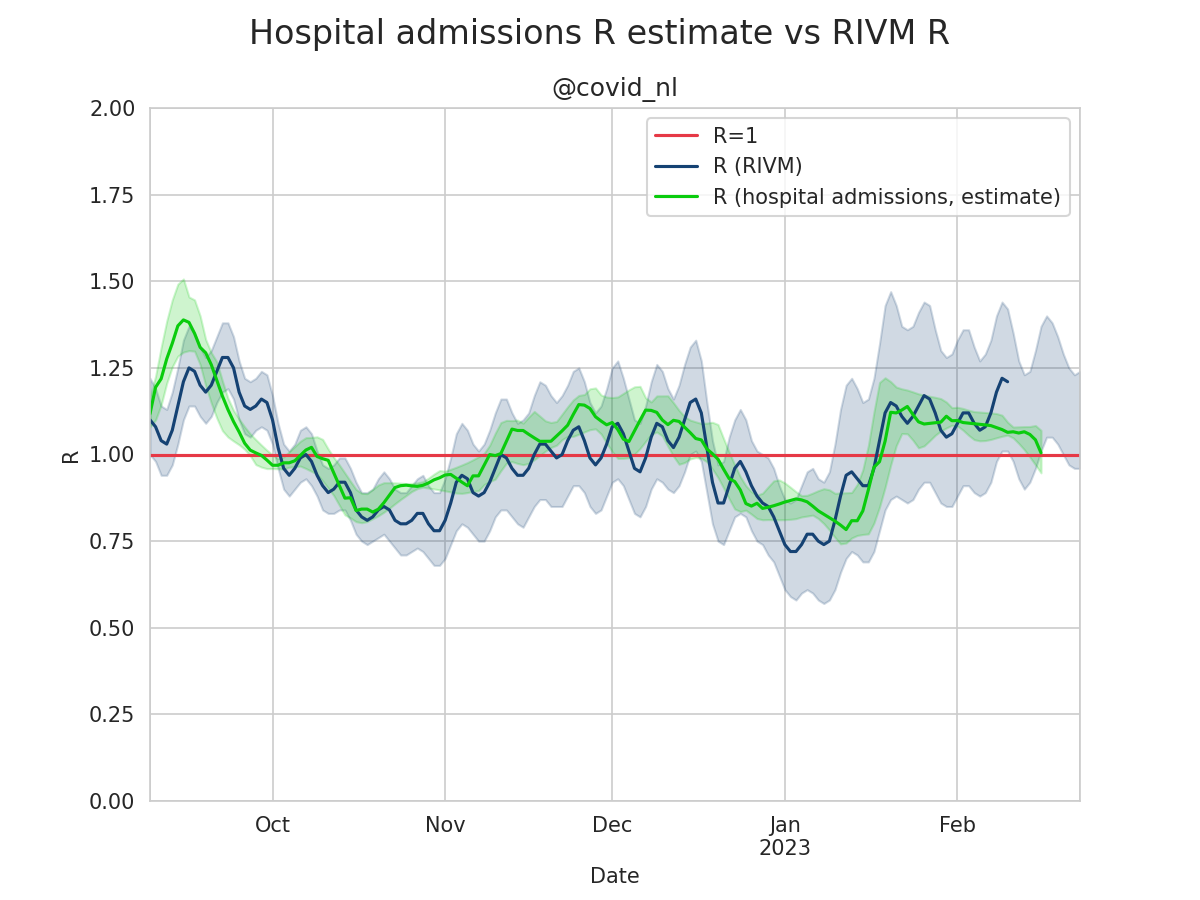 Hospital admissions R estimate vs RIVM R
@covid_nl
R=1
R (RIVM)
R (hospital admissions, estimate)
2.00
1.75
1.50
1.25
1.00
0.75
0.50
0.25
0.00
R
Oct
Nov
Dec
Jan
2023
Feb
Date